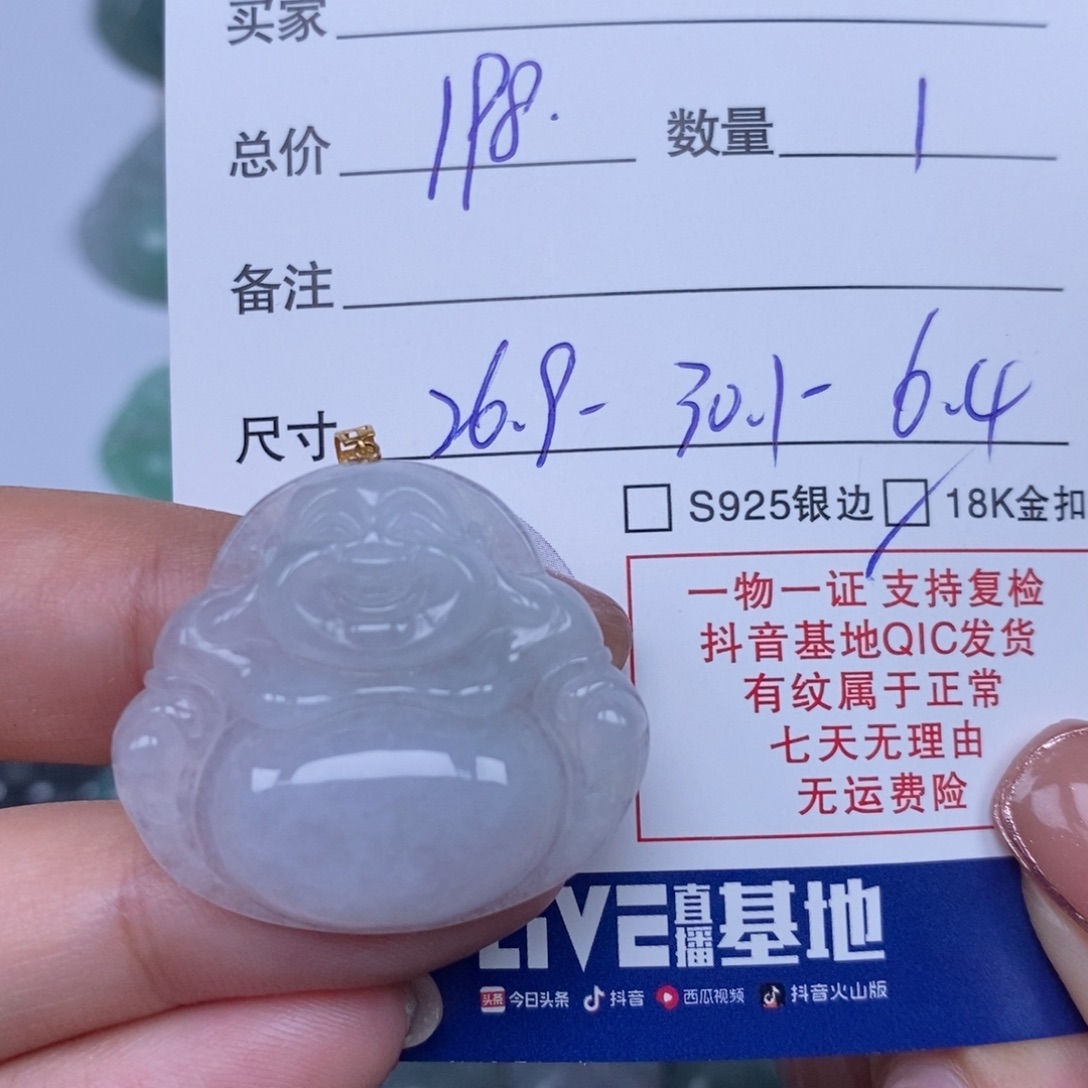 买家
总价 198. 数量 1
备注
尺寸 26.9- 30.1- 6.4
S925银边 18K金扣
一物一证 支持复检
抖音基地QIC发货
有纹属于正常
七天无理由
无运费险
LIVE直播基地
头条 今日头条 抖音 西瓜视频 抖音火山版